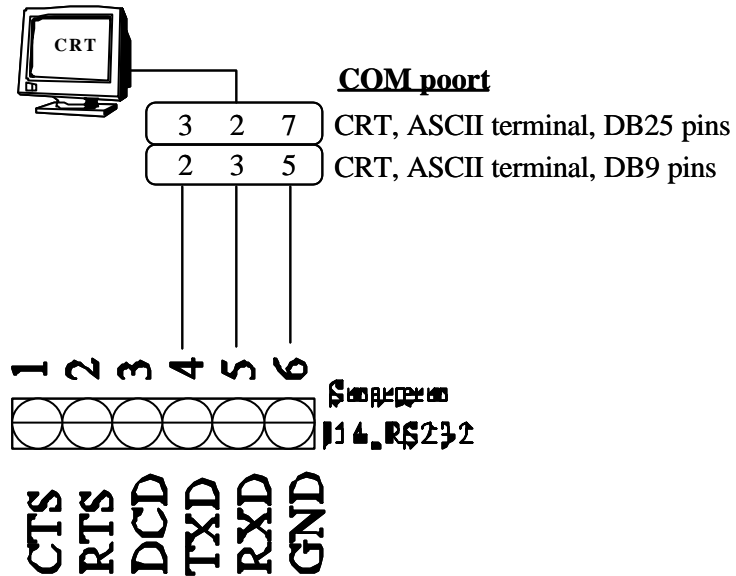 CRT
COM poort
3 2 7 CRT, ASCII terminal, DB25 pins
2 3 5 CRT, ASCII terminal, DB9 pins
1 2 3 4 5 6
J14_RS232
CTS RTS DCD TXD RXD GND